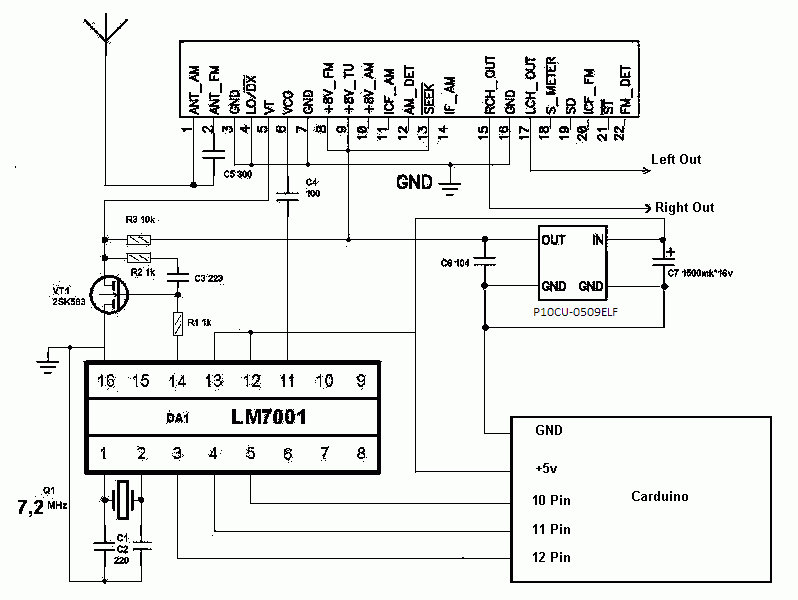 ANT_AM
ANT_FM
GND
LO/DX
VT
VCG
GND
+8V_FM
+8V_TU
+8V_AM
ICF_AM
AM_DET
SEEK
IF_AM
RCH_OUT
GND
LCH_OUT
S_METER
SD
ICF_FM
ST
FM_DET
1 2 3 4 5 6 7 8 9 10 11 12 13 14 15 16 17 18 19 20 21 22
C5 300
C4
100
GND
Left Out
Right Out
R3 10k
R2 1k
C3 223
OUT IN
C6 104
GND GND
C7 1500mk*16v
P10CU-0509ELF
VT1
2SK583
R1 1k
16 15 14 13 12 11 10 9
DA1 LM7001
1 2 3 4 5 6 7 8
Q1
7,2 MHz
C1
C2
220
GND
+5v
10 Pin
Carduino
11 Pin
12 Pin